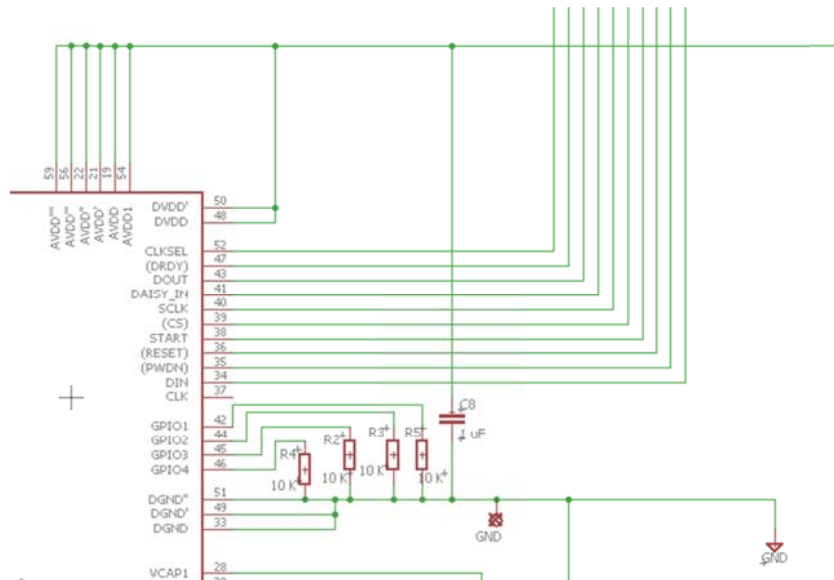 59
56
22
21
19
54
AVDD'''
AVDD'''
AVDD"
AVDD'
AVDD
AVDD1
DVDD' 50
DVDD 48
CLKSEL 52
(DRDY) 47
DOUT 43
DAISY_IN 41
SCLK 40
(CS) 39
START 38
(RESET) 36
(PWDN) 35
DIN 34
CLK 37
GPIO1 42
GPIO2 44
GPIO3 45
GPIO4 46
C8
1 uF
R4
10 K
R2
10 K
R3
10 K
R5
10 K
DGND" 51
DGND' 49
DGND 33
GND
GND
VCAP1 28